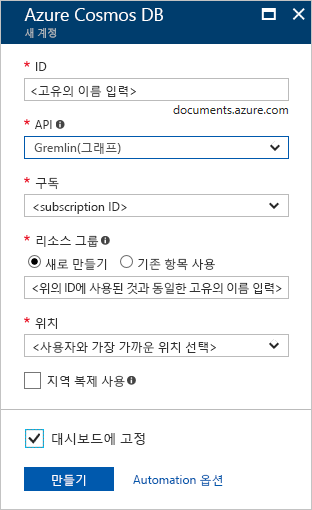 Azure Cosmos DB
새 계정
* ID
<고유의 이름 입력>
documents.azure.com
* API
Gremlin(그래프)
* 구독
<subscription ID>
* 리소스 그룹
새로 만들기 기존 항목 사용
<위의 ID에 사용된 것과 동일한 고유의 이름 입력>
* 위치
<사용자와 가장 가까운 위치 선택>
지역 복제 사용
대시보드에 고정
만들기 Automation 옵션